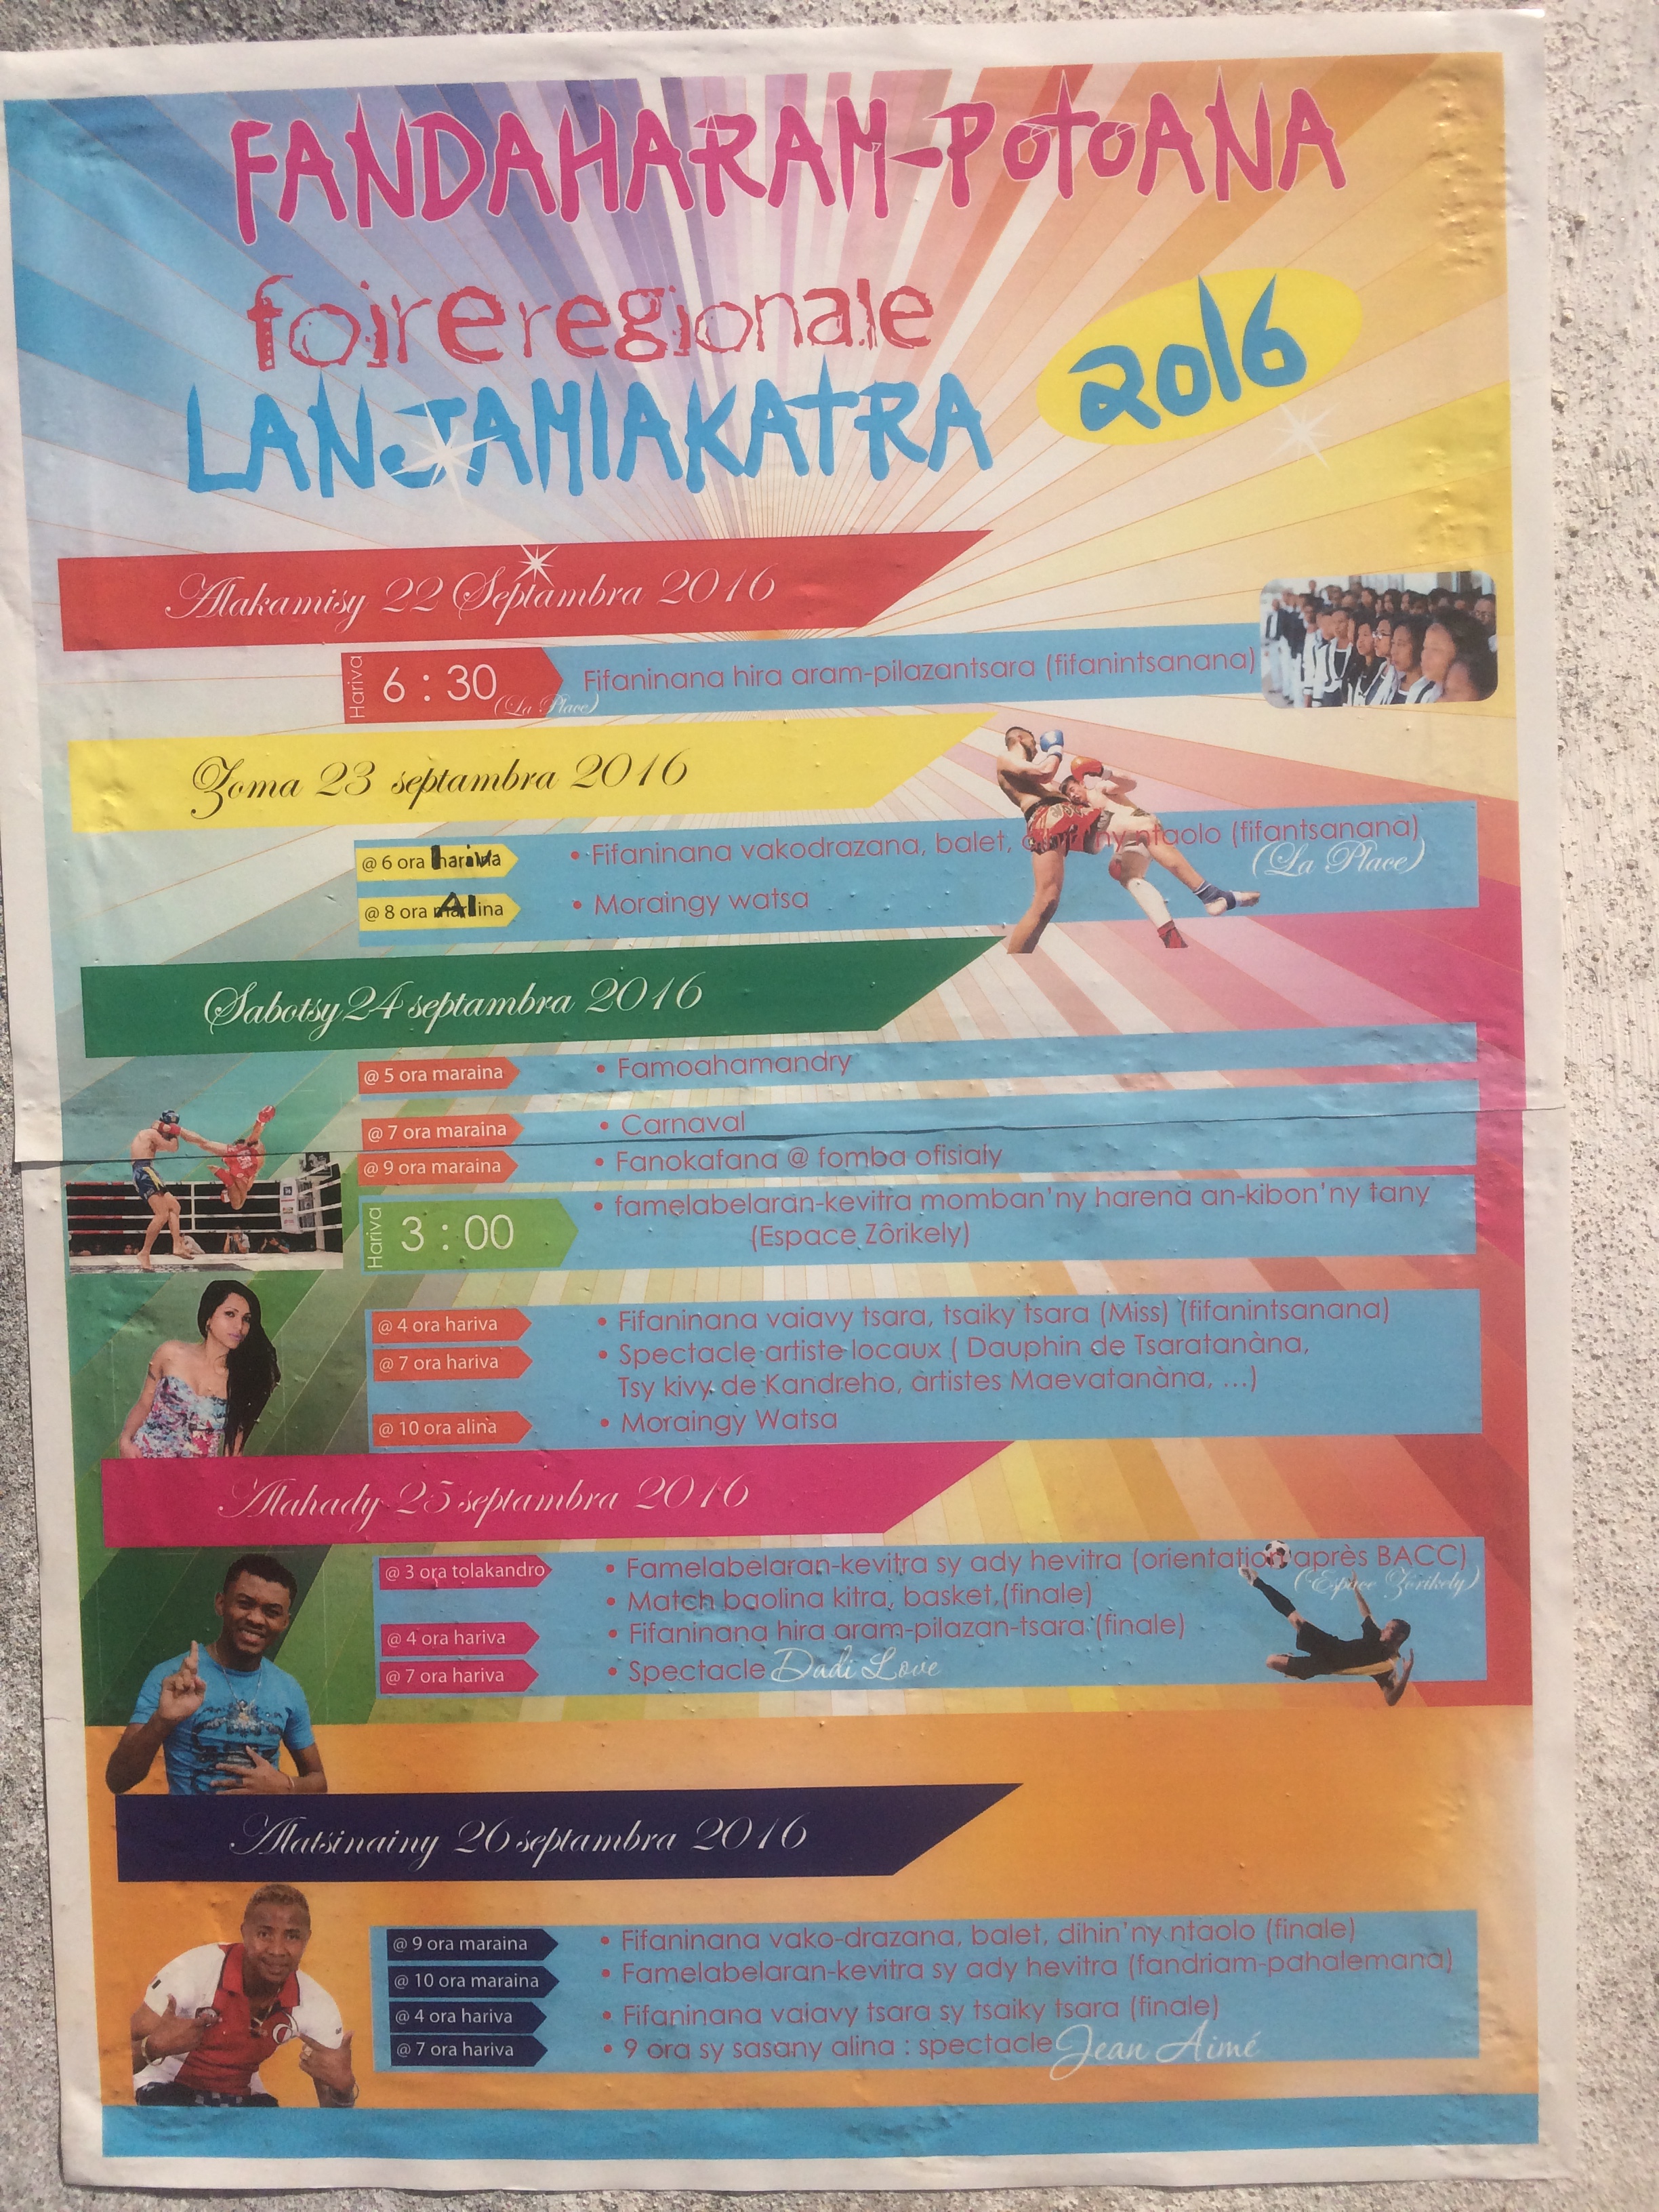 FANDAHARAM-POTOANA
foire regionale
LANJAMIAKATRA
2016
Alakamisy 22 Septambra 2016
Hariva 6 : 30 (La Place)
Fifaninana hira aram-pilazantsara (fifanintsanana)
Zoma 23 septambra 2016
@ 6 ora
• Fifaninana vakodrazana, balet, ntaolo (fifantsanana)
(La Place)
@ 8 ora
• Moraingy watsa
Sabotsy 24 septambra 2016
@ 5 ora maraina
• Famoahamandry
@ 7 ora maraina
• Carnaval
@ 9 ora maraina
• Fanokafana @ fomba ofisialy
Hariva 3 : 00
• famelabelaran-kevitra momban'ny harena an-kibon'ny tany
(Espace Zôrikely)
@ 4 ora hariva
• Fifaninana vaiavy tsara, tsaiky tsara (Miss) (fifanintsanana)
@ 7 ora hariva
• Spectacle artiste locaux ( Dauphin de Tsaratanàna,
Tsy kivy de Kandreho, artistes Maevatanàna, ...)
@ 10 ora alina
• Moraingy Watsa
Alahady 25 septambra 2016
@ 3 ora tolakandro
• Famelabelaran-kevitra sy ady hevitra (orientation après BACC)
(Espace Zôrikely)
• Match baolina kitra, basket,(finale)
@ 4 ora hariva
• Fifaninana hira aram-pilazan-tsara (finale)
@ 7 ora hariva
• Spectacle Dadi Love
Alatsinainy 26 septambra 2016
@ 9 ora maraina
• Fifaninana vako-drazana, balet, dihin'ny ntaolo (finale)
@ 10 ora maraina
• Famelabelaran-kevitra sy ady hevitra (fandriam-pahalemana)
@ 4 ora hariva
• Fifaninana vaiavy tsara sy tsaiky tsara (finale)
@ 7 ora hariva
• 9 ora sy sasany alina : spectacle Jean Aimé